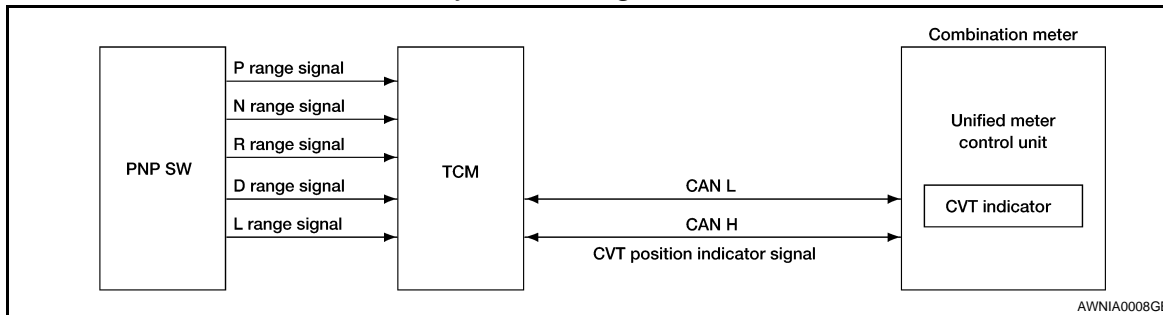 Combination meter
P range signal
N range signal
R range signal
D range signal
L range signal
PNP SW
TCM
CAN L
CAN H
CVT position indicator signal
Unified meter
control unit
CVT indicator